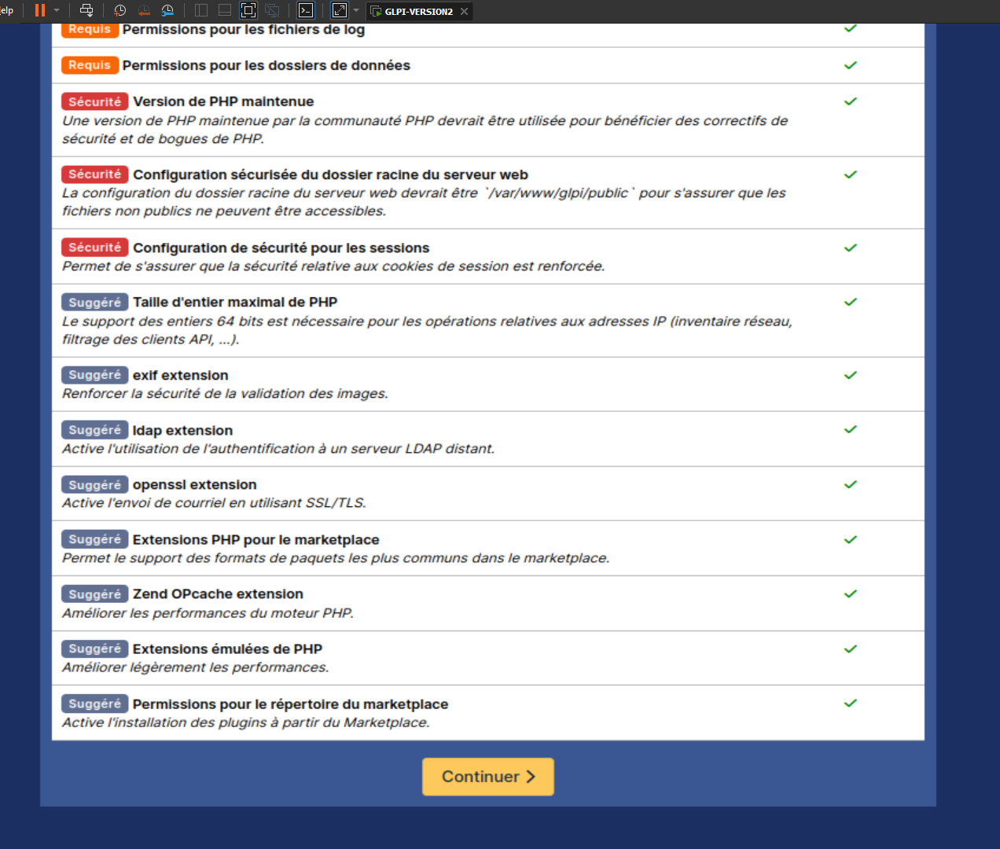 elp
GLPI-VERSION2
Requis Permissions pour les fichiers de log
Requis Permissions pour les dossiers de données
Sécurité Version de PHP maintenue
Une version de PHP maintenue par la communauté PHP devrait être utilisée pour bénéficier des correctifs de
sécurité et de bogues de PHP.
Sécurité Configuration sécurisée du dossier racine du serveur web
La configuration du dossier racine du serveur web devrait être `/var/www/glpi/public` pour s'assurer que les
fichiers non publics ne peuvent être accessibles.
Sécurité Configuration de sécurité pour les sessions
Permet de s'assurer que la sécurité relative aux cookies de session est renforcée.
Suggéré Taille d'entier maximal de PHP
Le support des entiers 64 bits est nécessaire pour les opérations relatives aux adresses IP (inventaire réseau,
filtrage des clients API, ...).
Suggéré exif extension
Renforcer la sécurité de la validation des images.
Suggéré ldap extension
Active l'utilisation de l'authentification à un serveur LDAP distant.
Suggéré openssl extension
Active l'envoi de courriel en utilisant SSL/TLS.
Suggéré Extensions PHP pour le marketplace
Permet le support des formats de paquets les plus communs dans le marketplace.
Suggéré Zend OPcache extension
Améliorer les performances du moteur PHP.
Suggéré Extensions émulées de PHP
Améliorer légèrement les performances.
Suggéré Permissions pour le répertoire du marketplace
Active l'installation des plugins à partir du Marketplace.
Continuer